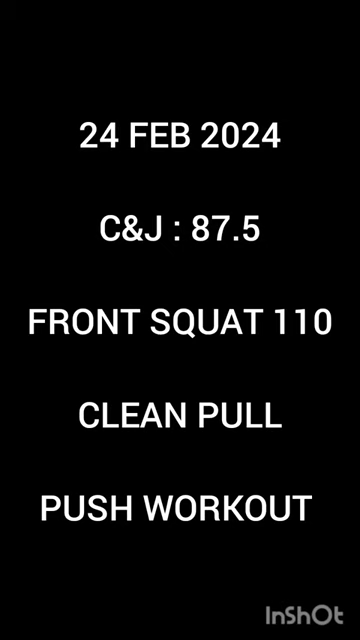 24 FEB 2024
C&J : 87.5
FRONT SQUAT 110
CLEAN PULL
PUSH WORKOUT
InShOt